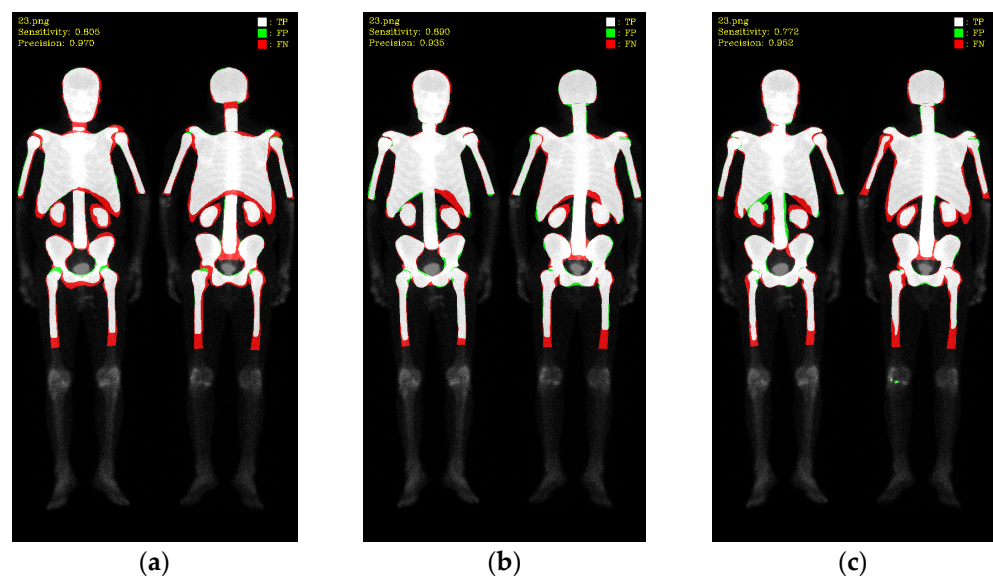 23.png
Sensitivity: 0.805
Precision: 0.970
: TP
: FP
: FN
23.png
Sensitivity: 0.890
Precision: 0.935
: TP
: FP
: FN
23.png
Sensitivity: 0.772
Precision: 0.952
: TP
: FP
: FN
(a)
(b)
(c)